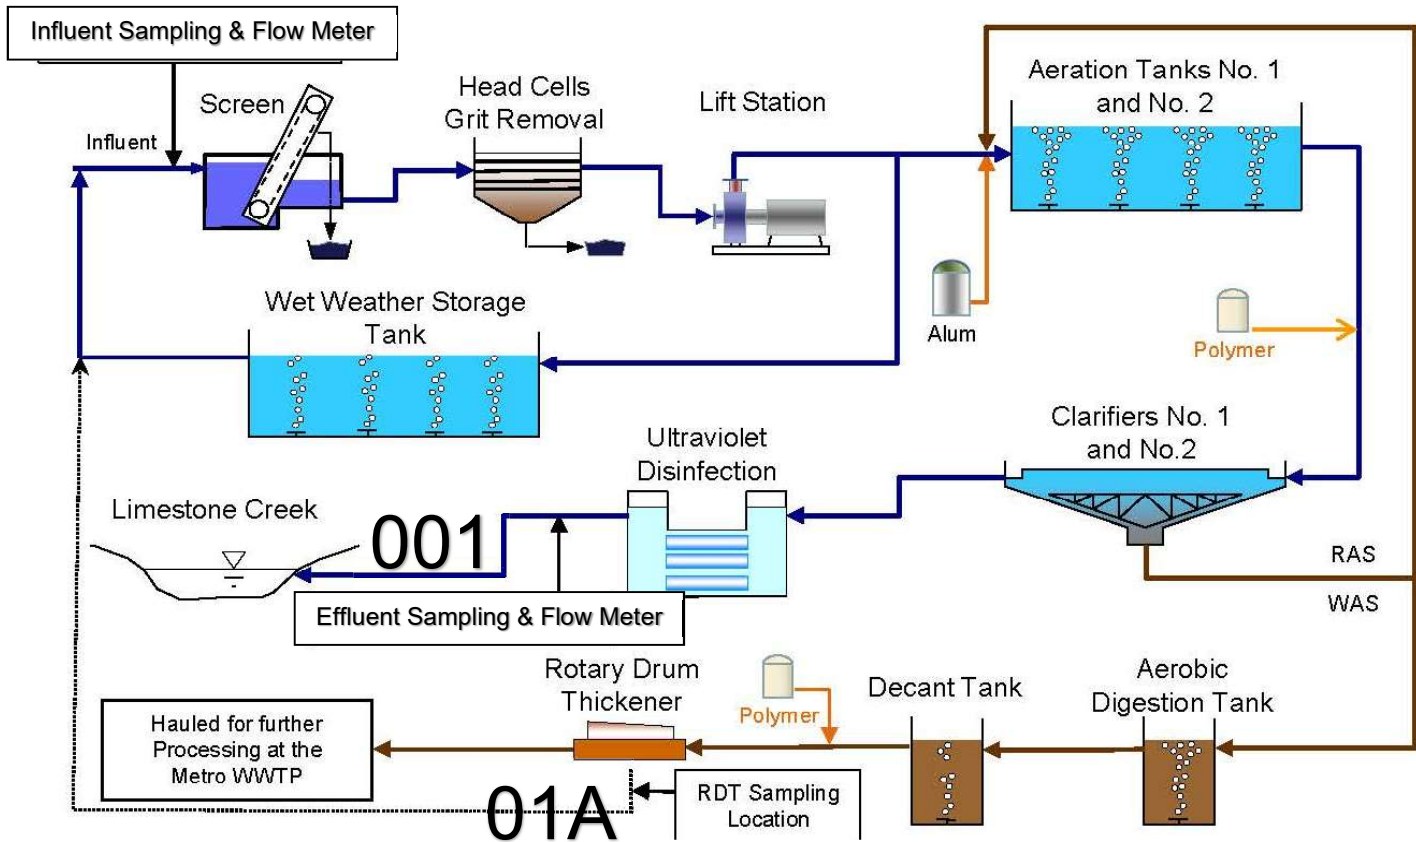 Influent Sampling & Flow Meter
Screen
Influent
Head Cells
Grit Removal
Lift Station
Aeration Tanks No. 1
and No. 2
Alum
Polymer
Wet Weather Storage
Tank
Clarifiers No. 1
and No.2
Ultraviolet
Disinfection
Limestone Creek
001
Effluent Sampling & Flow Meter
RAS
WAS
Rotary Drum
Thickener
Polymer
Decant Tank
Aerobic
Digestion Tank
Hauled for further
Processing at the
Metro WWTP
01A
RDT Sampling
Location